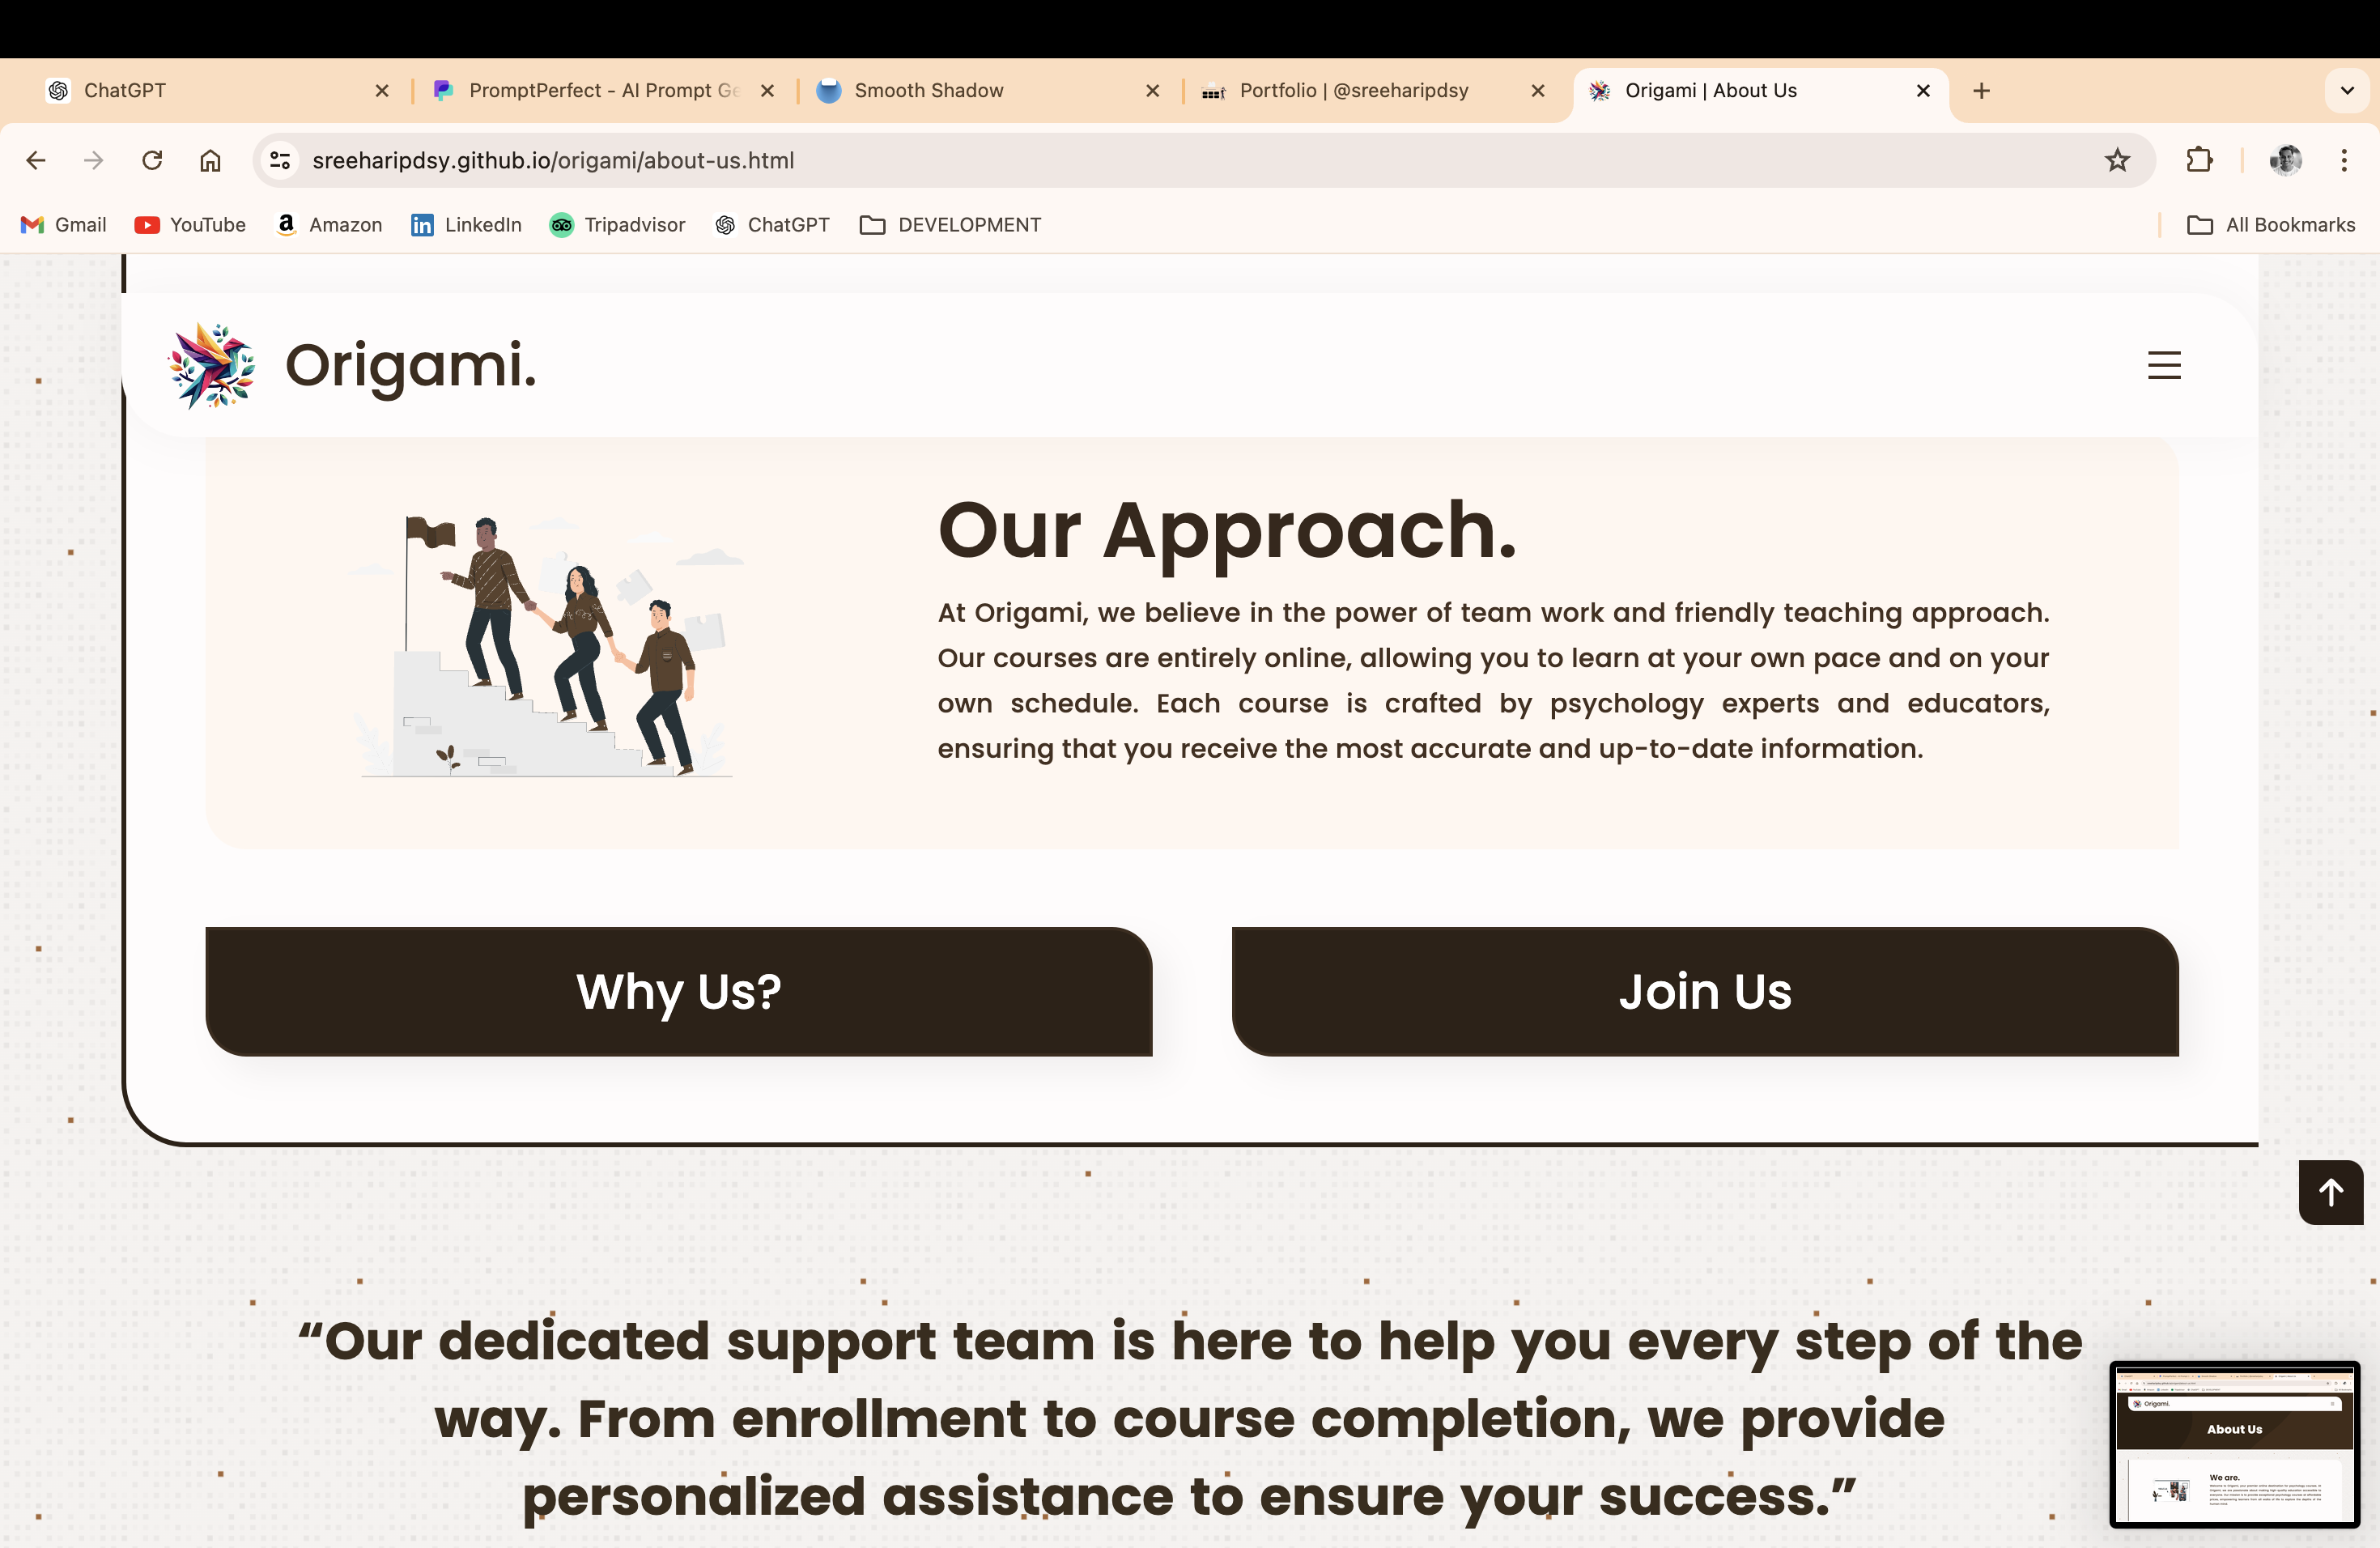 ChatGPT
PromptPerfect - AI Prompt Ge
Smooth Shadow
Portfolio | @sreeharipdsy
Origami | About Us
sreeharipdsy.github.io/origami/about-us.html
Gmail
YouTube
Amazon
LinkedIn
Tripadvisor
ChatGPT
DEVELOPMENT
All Bookmarks
Origami.
Our Approach.
At Origami, we believe in the power of team work and friendly teaching approach.
Our courses are entirely online, allowing you to learn at your own pace and on your
own schedule. Each course is crafted by psychology experts and educators,
ensuring that you receive the most accurate and up-to-date information.
Why Us?
Join Us
“Our dedicated support team is here to help you every step of the
way. From enrollment to course completion, we provide
personalized assistance to ensure your success.”
Origami.
About Us
We are.